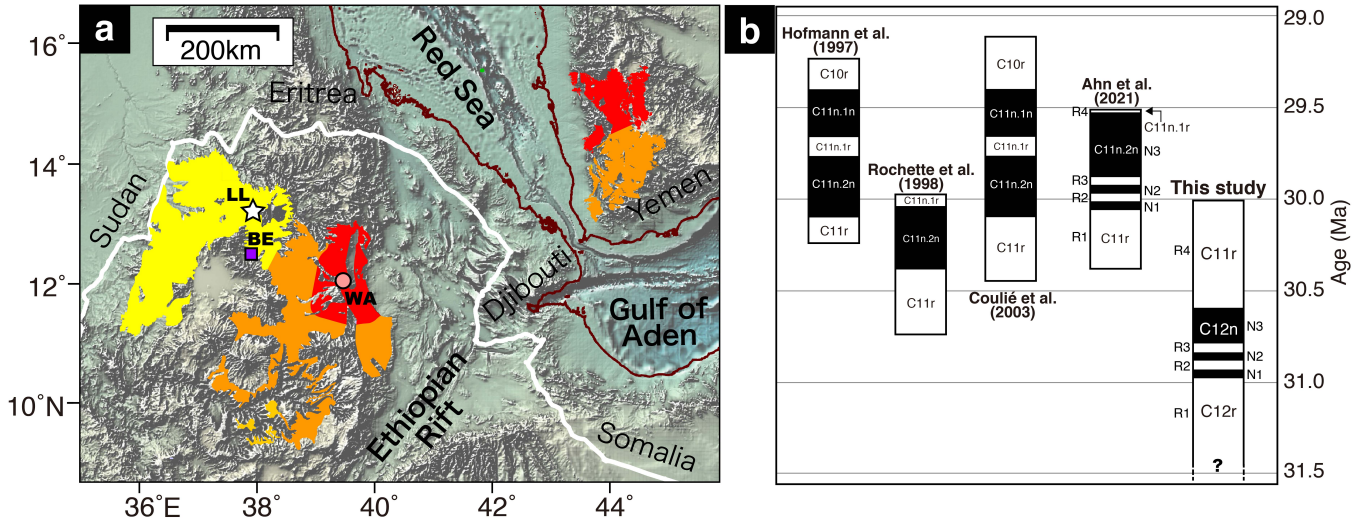 a
200km
16°
14°
12°
10°N
36°E
38°
40°
42°
44°
Eritrea
Red Sea
Sudan
Yemen
LL
BE
WA
Djibouti
Gulf of
Aden
Ethiopian
Rift
Somalia
b
Hofmann et al.
(1997)
C10r
C11n.1n
C11n.1r
C11n.2n
C11r
Rochette et al.
(1998)
C11n.1r
C11n.2n
C11r
C10r
C11n.1n
C11n.1r
C11n.2n
C11r
Coulié et al.
(2003)
Ahn et al.
(2021)
R4
C11n.1r
C11n.2n
N3
R3
N2
R2
N1
R1
C11r
This study
R4
C11r
C12n
N3
R3
N2
R2
N1
R1
C12r
?
29.0
29.5
30.0
30.5
31.0
31.5
Age (Ma)